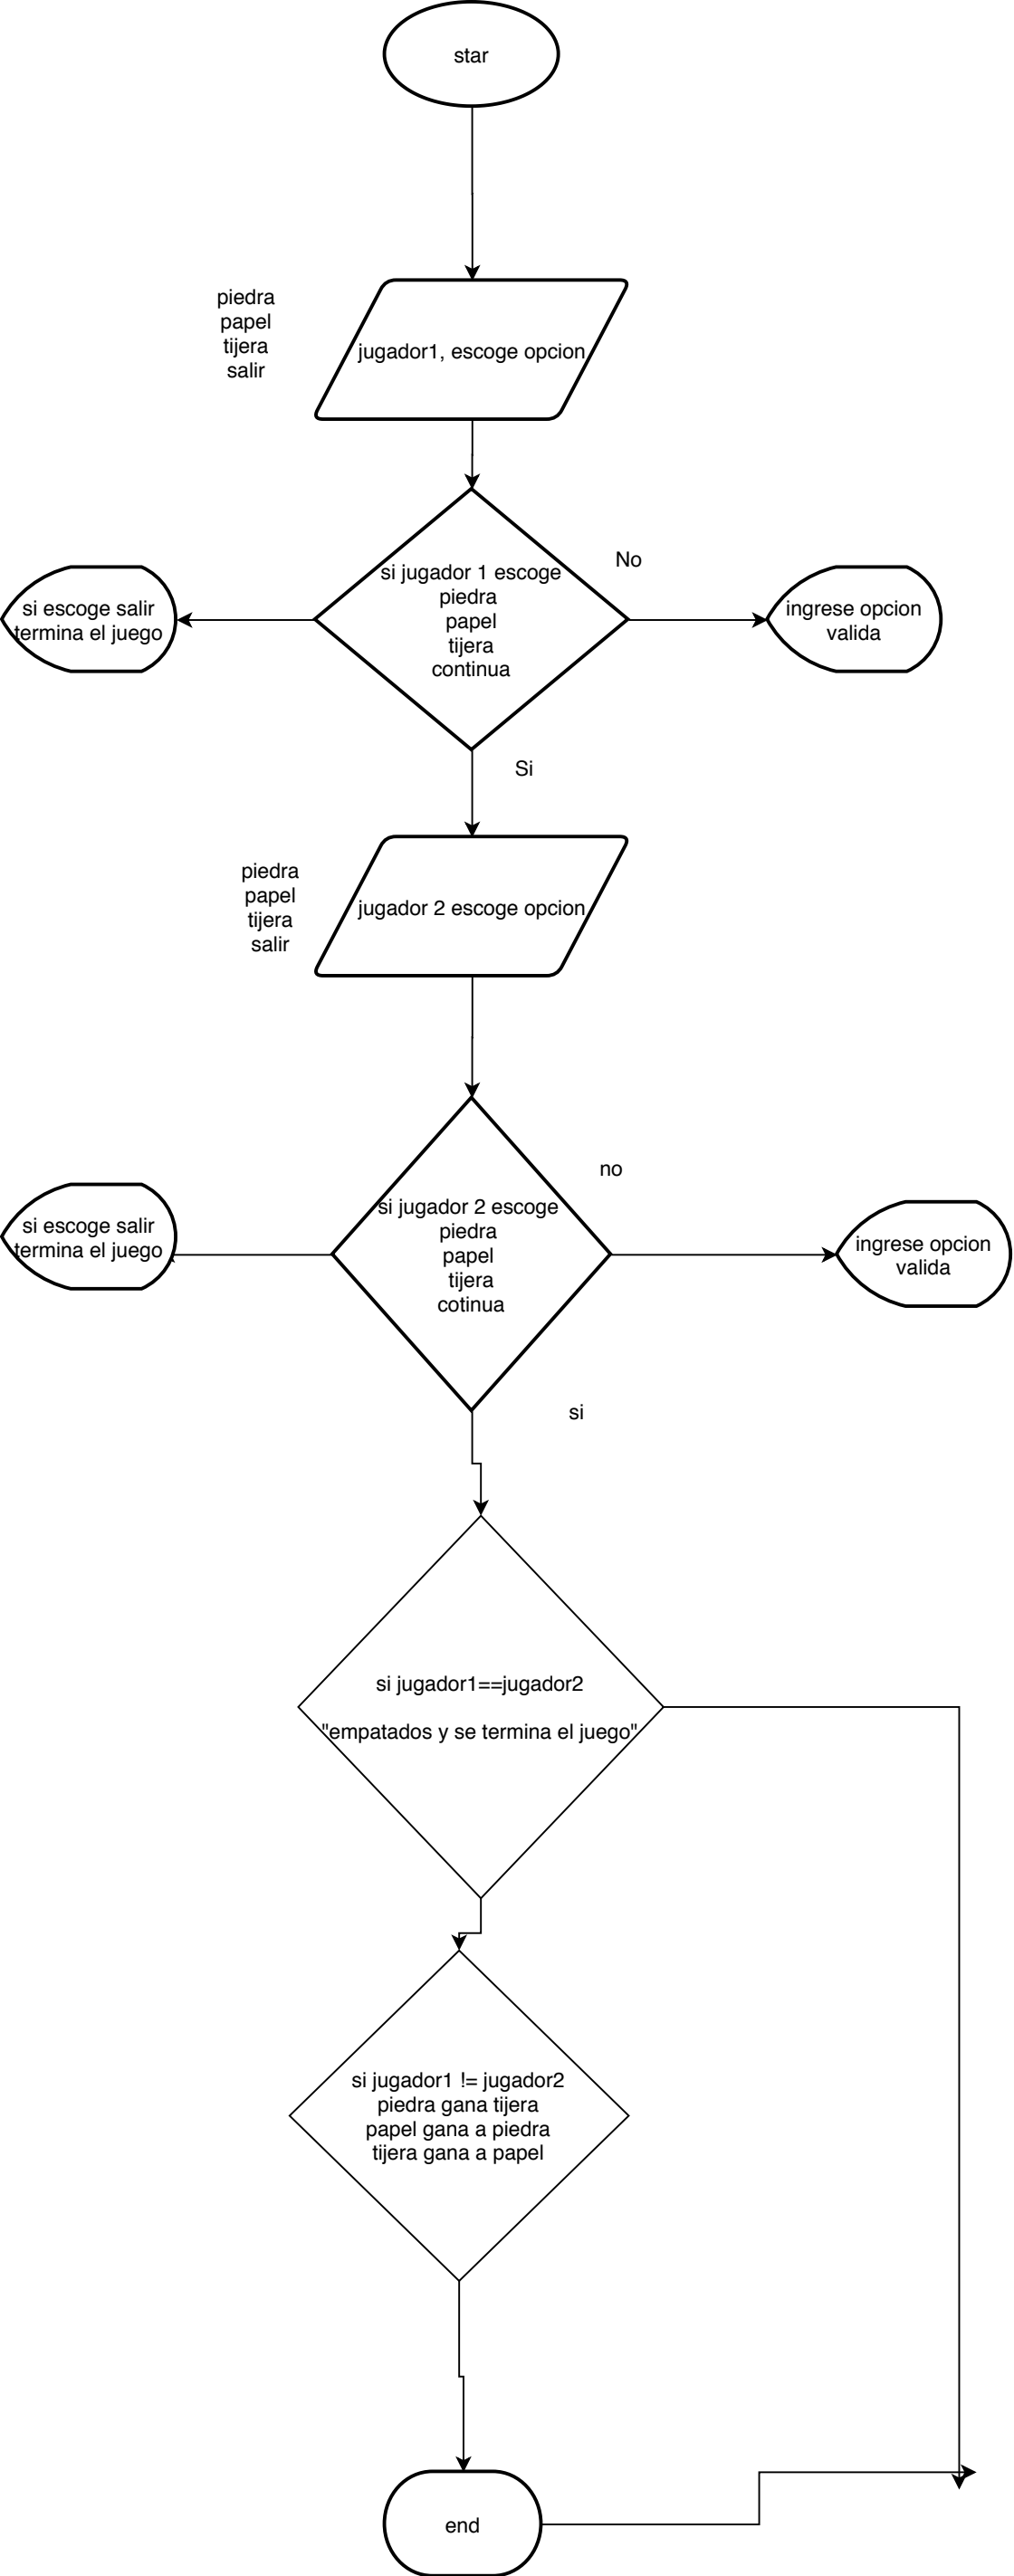 star
piedra
papel
tijera
salir
jugador1, escoge opcion
No
si jugador 1 escoge
piedra
papel
tijera
continua
si escoge salir
termina el juego
ingrese opcion
valida
Si
piedra
papel
tijera
salir
jugador 2 escoge opcion
no
si jugador 2 escoge
piedra
papel
tijera
cotinua
si escoge salir
termina el juego
ingrese opcion
valida
si
si jugador1==jugador2
"empatados y se termina el juego"
si jugador1 != jugador2
piedra gana tijera
papel gana a piedra
tijera gana a papel
end